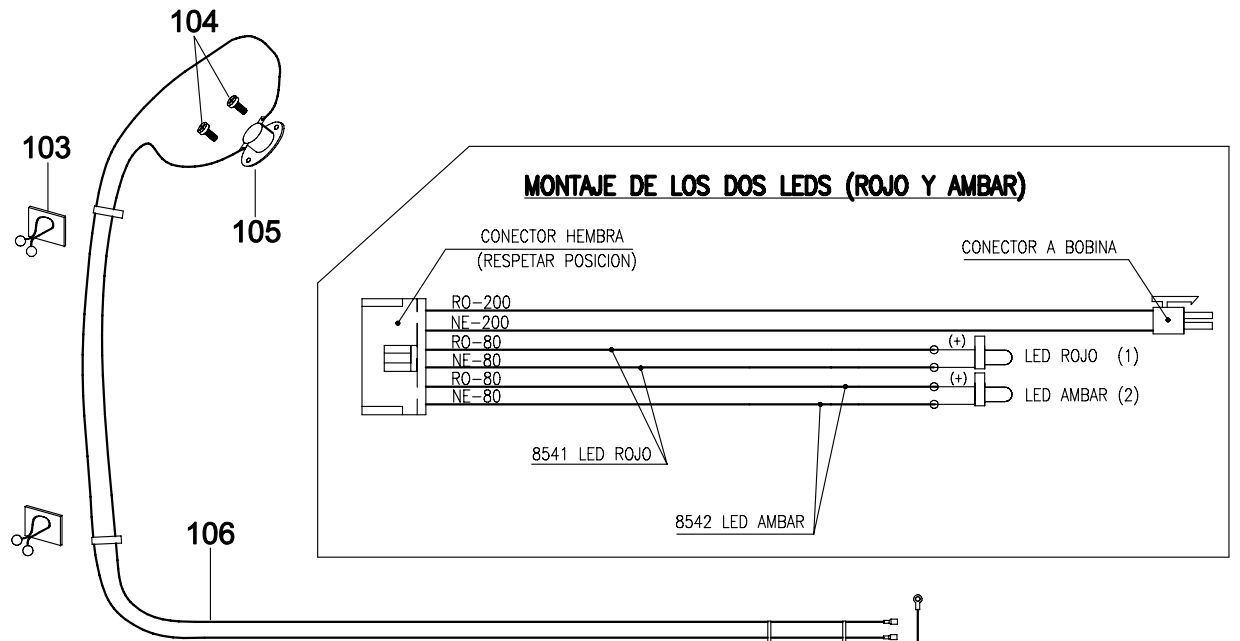 104
103
105
MONTAJE DE LOS DOS LEDS (ROJO Y AMBAR)
CONECTOR HEMBRA
(RESPETAR POSICION)
CONECTOR A BOBINA
RO-200
NE-200
RO-80
(+)
LED ROJO (1)
NE-80
RO-80
(+)
NE-80
LED AMBAR (2)
8541 LED ROJO
8542 LED AMBAR
106